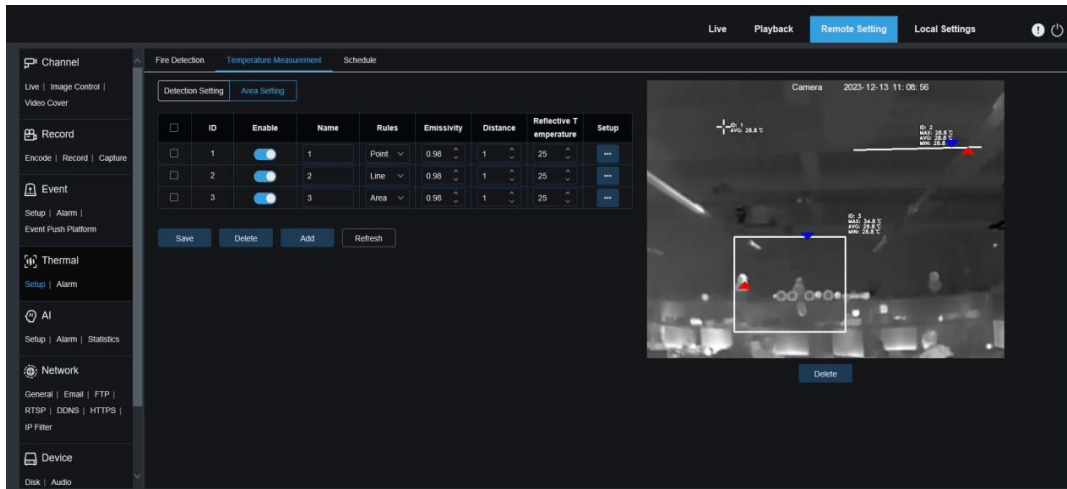 Live Playback Remote Setting Local Settings
Channel
Live | Image Control |
Video Cover
Record
Encode | Record | Capture
Event
Setup | Alarm |
Event Push Platform
Thermal
Setup | Alarm
AI
Setup | Alarm | Statistics
Network
General | Email | FTP |
RTSP | DDNS | HTTPS |
IP Filter
Device
Disk | Audio
Fire Detection Temperature Measurement Schedule
Detection Setting Area Setting
ID Enable Name Rules Emissivity Distance Reflective T
emperature Setup
1 1 Point 0.98 1 25 ...
2 2 Line 0.98 1 25 ...
3 3 Area 0.98 1 25 ...
Save Delete Add Refresh
Camera 2023-12-13 11:08:56
ID: 1
AVG: 28.8 ℃
ID: 2
MAX: 28.8 ℃
AVG: 28.8 ℃
MIN: 28.8 ℃
ID: 3
MAX: 34.8 ℃
AVG: 29.8 ℃
MIN: 28.8 ℃
Delete